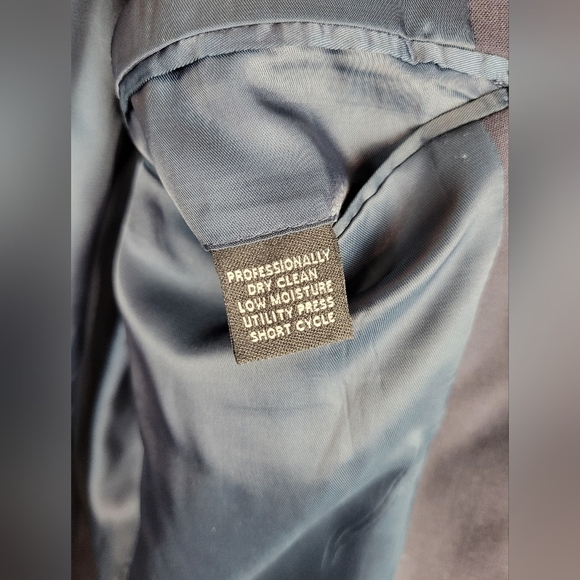 PROFESSIONALLY
DRY CLEAN
LOW MOISTURE
UTILITY PRESS
SHORT CYCLE